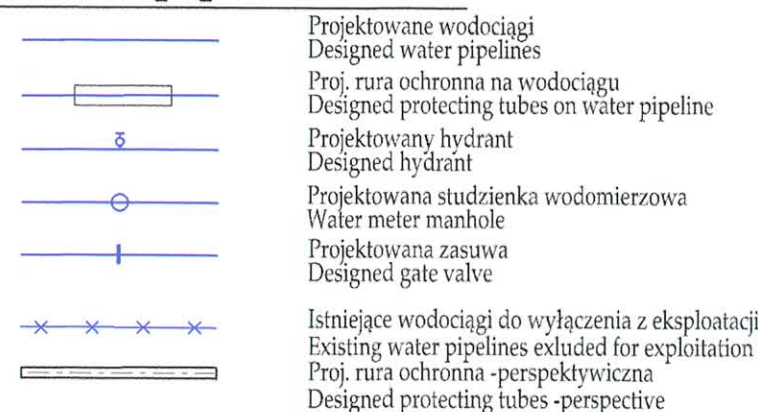 Projektowane wodociągi
Designed water pipelines
Proj. rura ochronna na wodociągu
Designed protecting tubes on water pipeline
Projektowany hydrant
Designed hydrant
Projektowana studzienka wodomierzowa
Water meter manhole
Projektowana zasuwa
Designed gate valve
Istniejące wodociągi do wyłączenia z eksploatacji
Existing water pipelines exluded for exploitation
Proj. rura ochronna -perspektywiczna
Designed protecting tubes -perspective